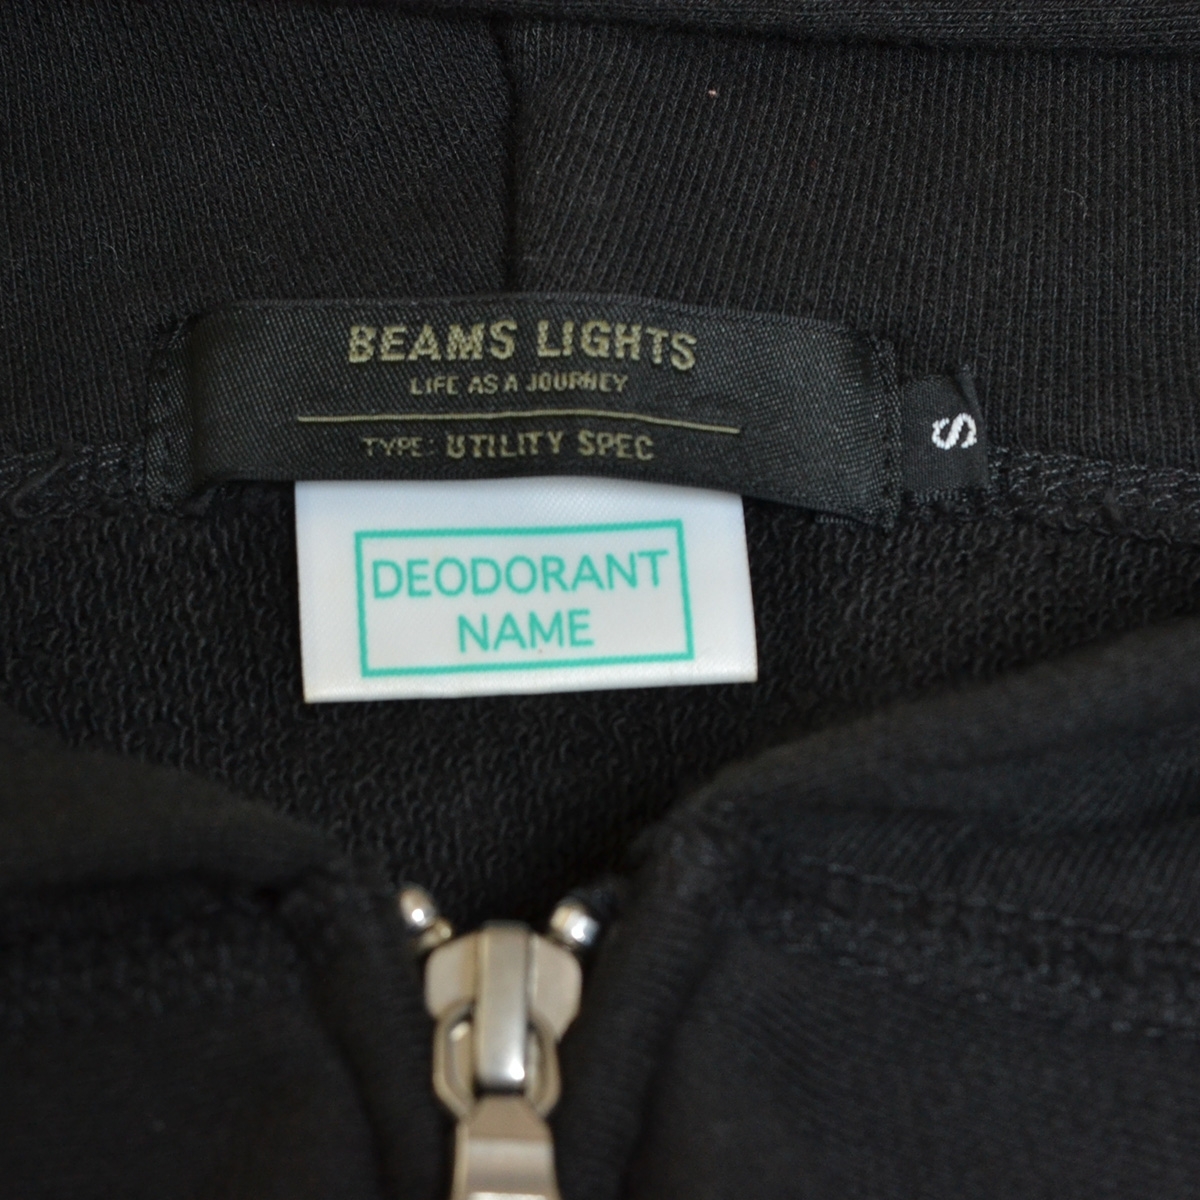 BEAMS LIGHTS
LIFE AS A JOURNEY
TYPE: UTILITY SPEC
S
DEODORANT
NAME